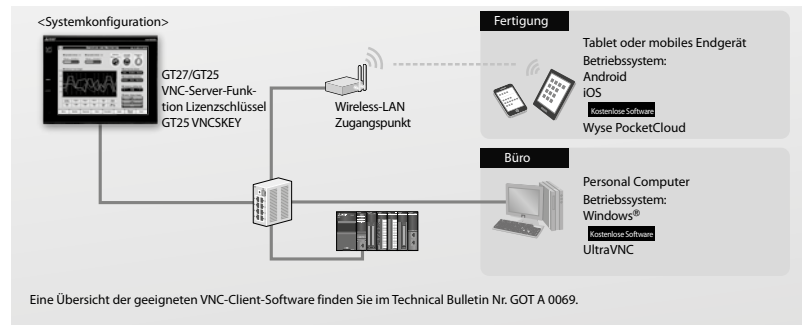 <Systemkonfiguration>
GT27/GT25
VNC-Server-Funk-
tion Lizenzschlüssel
GT25 VNCSKEY
Wireless-LAN
Zugangspunkt
Fertigung
Tablet oder mobiles Endgerät
Betriebssystem:
Android
iOS
Kostenlose Software
Wyse PocketCloud
Büro
Personal Computer
Betriebssystem:
Windows®
Kostenlose Software
UltraVNC
Eine Übersicht der geeigneten VNC-Client-Software finden Sie im Technical Bulletin Nr. GOT A 0069.